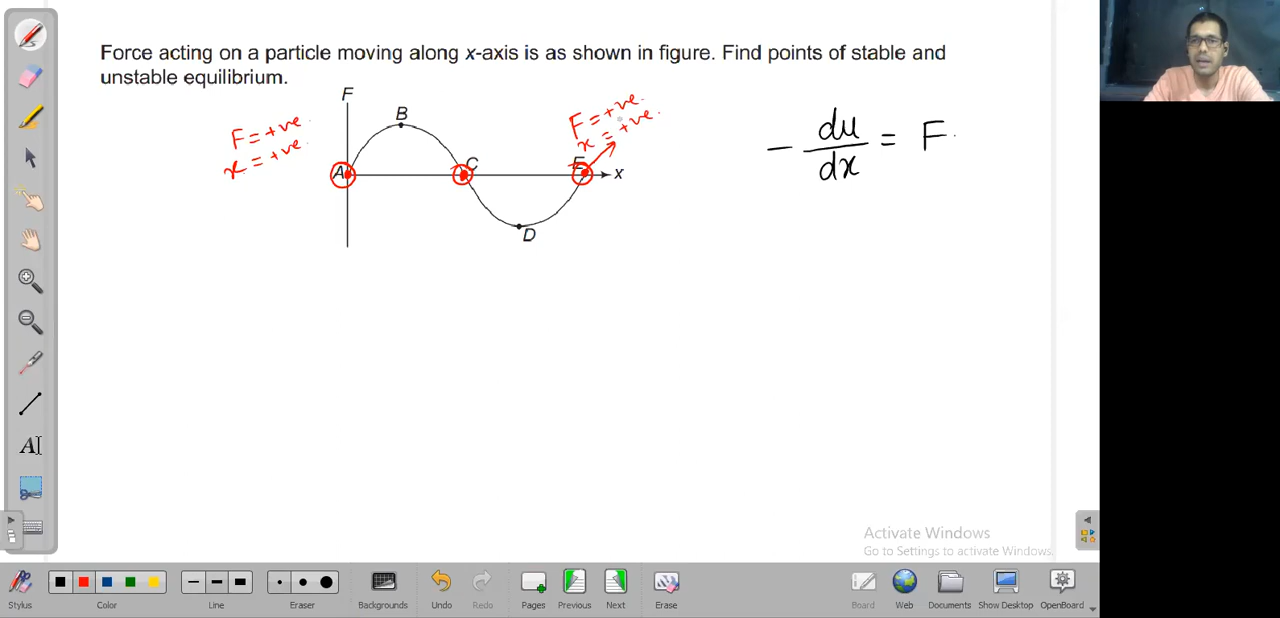 Force acting on a particle moving along x-axis is as shown in figure. Find points of stable and
unstable equilibrium.
F
B
F = +ve.
x = +ve.
F = +ve.
x = +ve.
A
C
E
x
D
- du/dx = F
A
Activate Windows
Go to Settings to activate Windows.
Stylus
Color
Line
Eraser
Backgrounds
Undo
Redo
Pages
Previous
Next
Erase
Board
Web
Documents
Show Desktop
OpenBoard